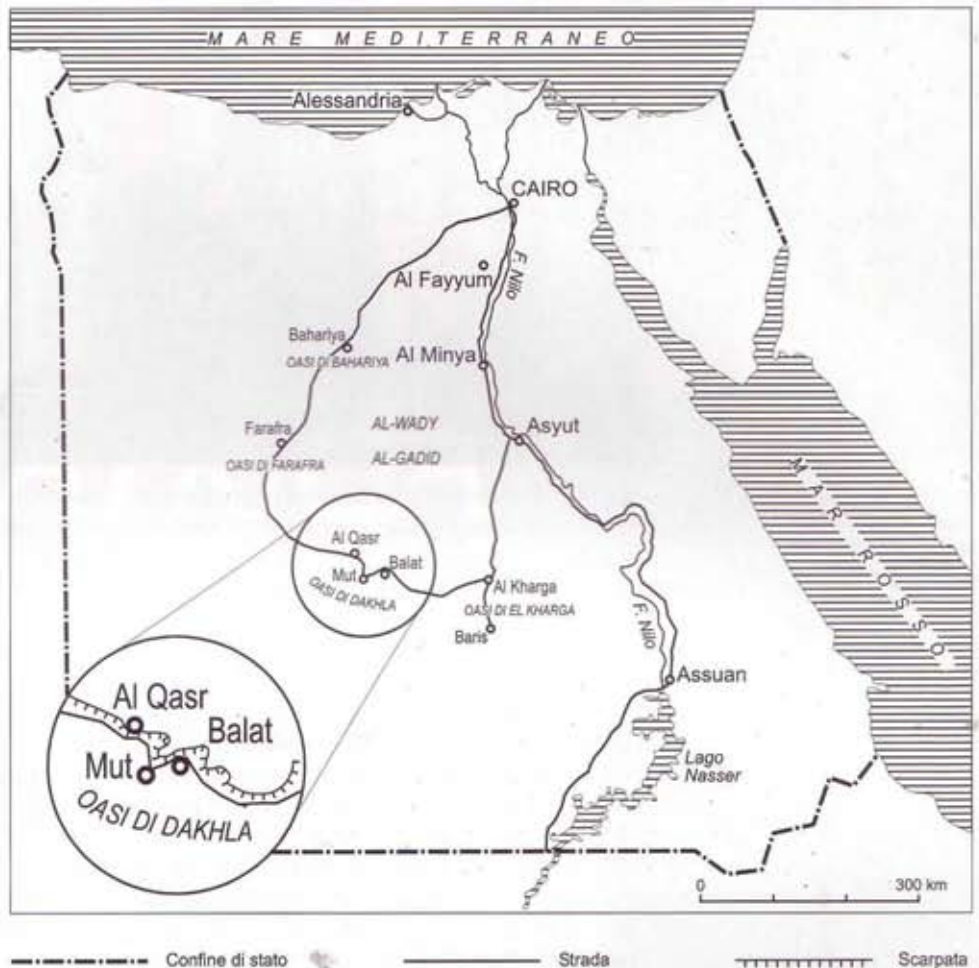 MARE MEDITERRANEO
Alessandria
CAIRO
F. Nilo
Al Fayyum
Bahariya
OASI DI BAHARIYA
Al Minya
Farafra
OASI DI FARAFRA
AL-WADY
AL-GADID
Asyut
MAR ROSSO
Al Qasr
Mut
Balat
OASI DI DAKHLA
Al Kharga
OASI DI EL KHARGA
Baris
F. Nilo
Assuan
Lago
Nasser
Al Qasr
Balat
Mut
OASI DI DAKHLA
0 300 km
Confine di stato Strada Scarpata